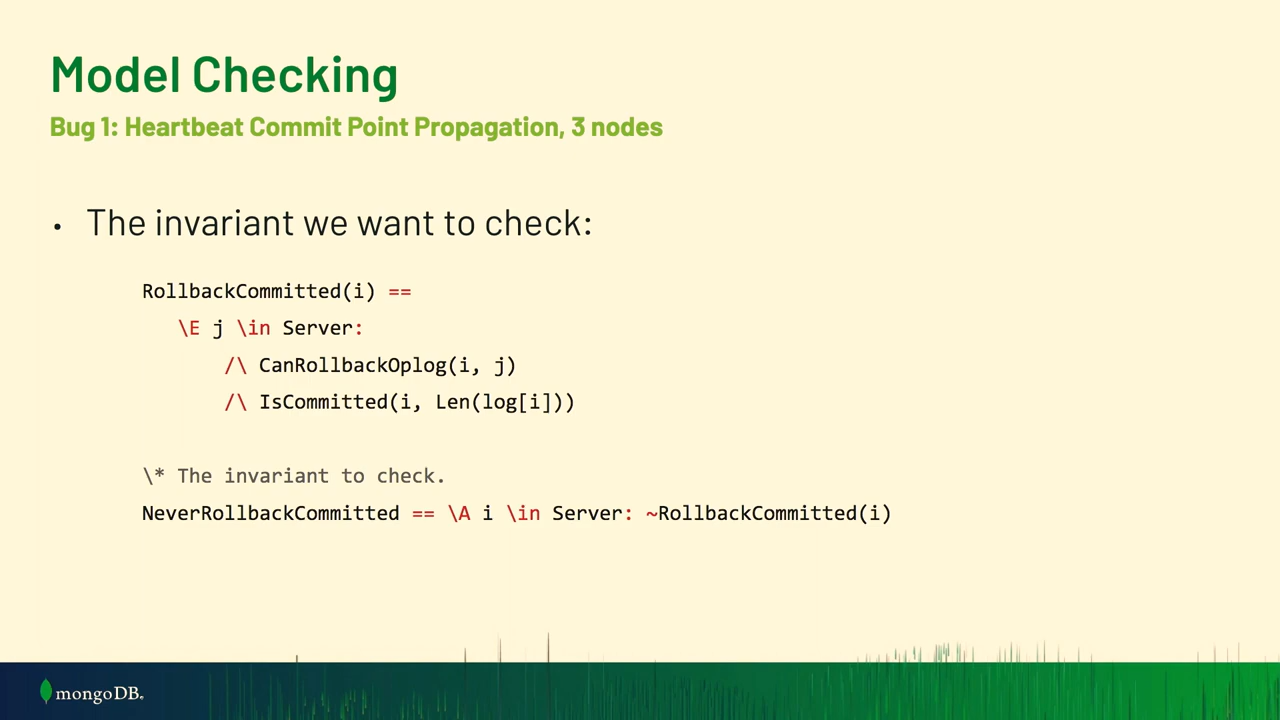 Model Checking
Bug 1: Heartbeat Commit Point Propagation, 3 nodes
• The invariant we want to check:
RollbackCommitted(i) ==
\E j \in Server:
/\ CanRollbackOplog(i, j)
/\ IsCommitted(i, Len(log[i]))
\* The invariant to check.
NeverRollbackCommitted == \A i \in Server: ~RollbackCommitted(i)
mongoDB.